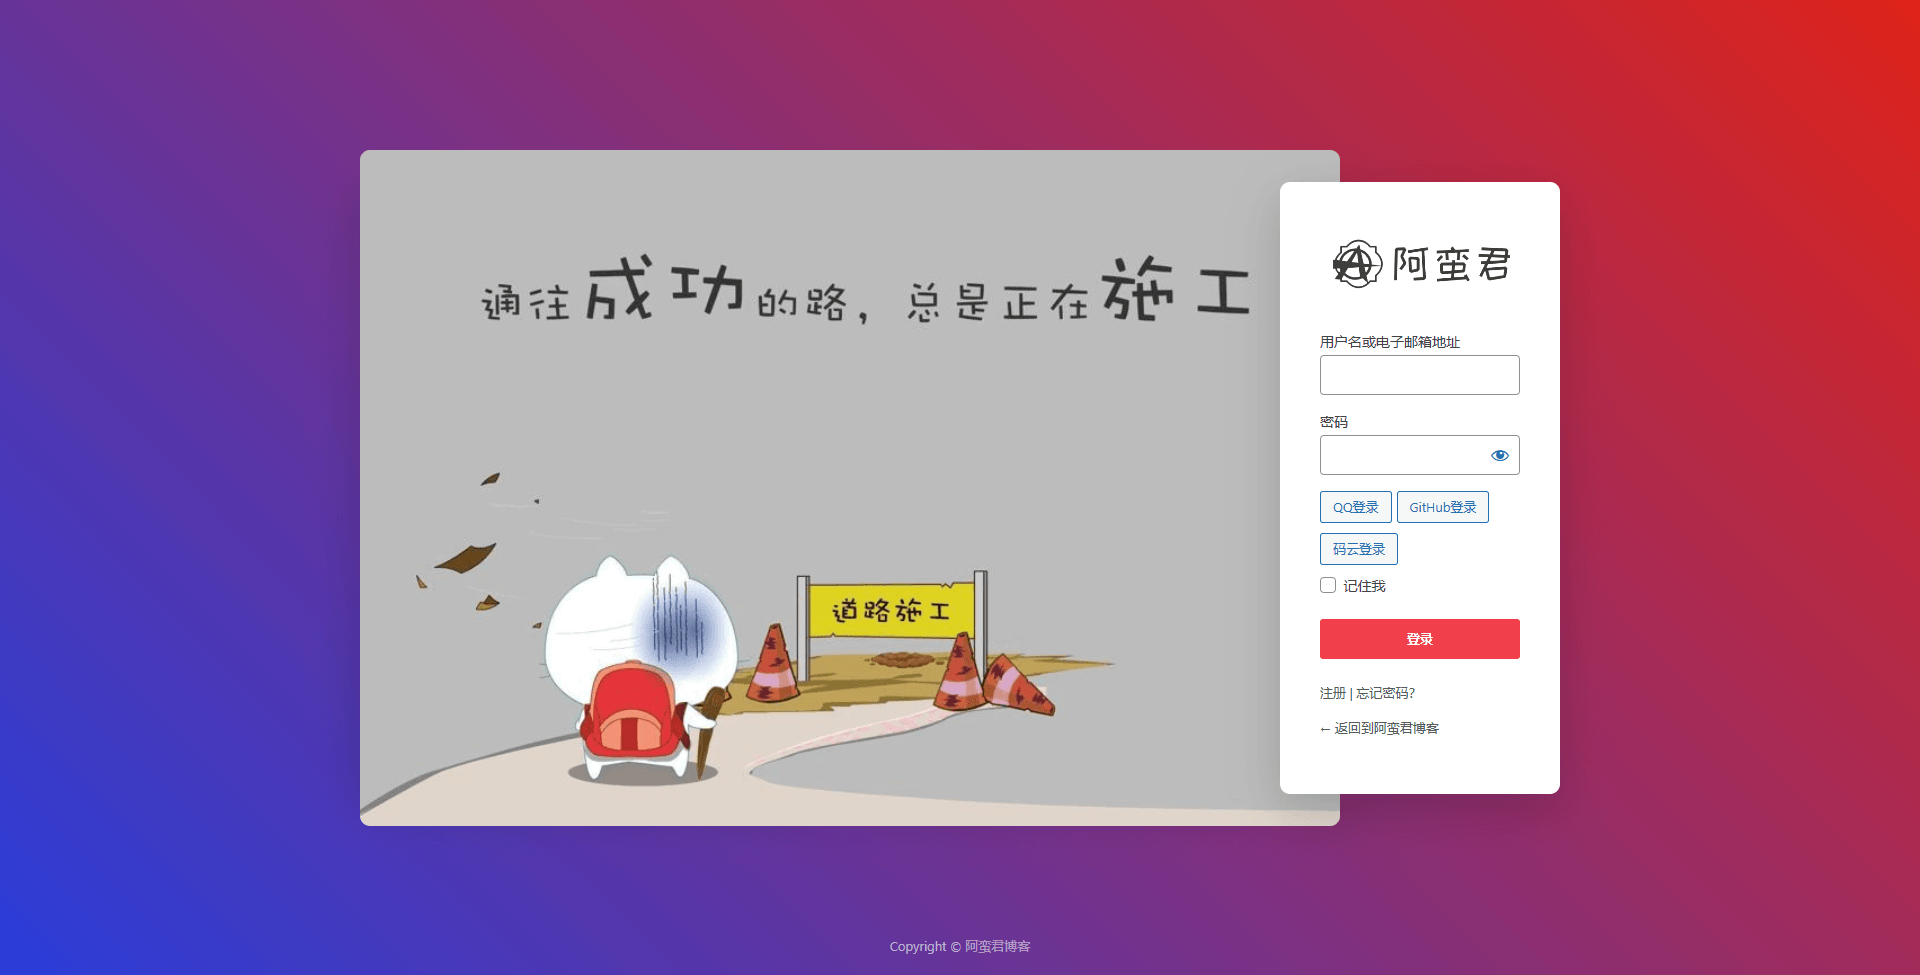 通往成功的路，总是正在施工
道路施工
阿蛮君
用户名或电子邮箱地址
密码
QQ登录 GitHub登录
码云登录
记住我
登录
注册 | 忘记密码?
← 返回到阿蛮君博客
Copyright © 阿蛮君博客